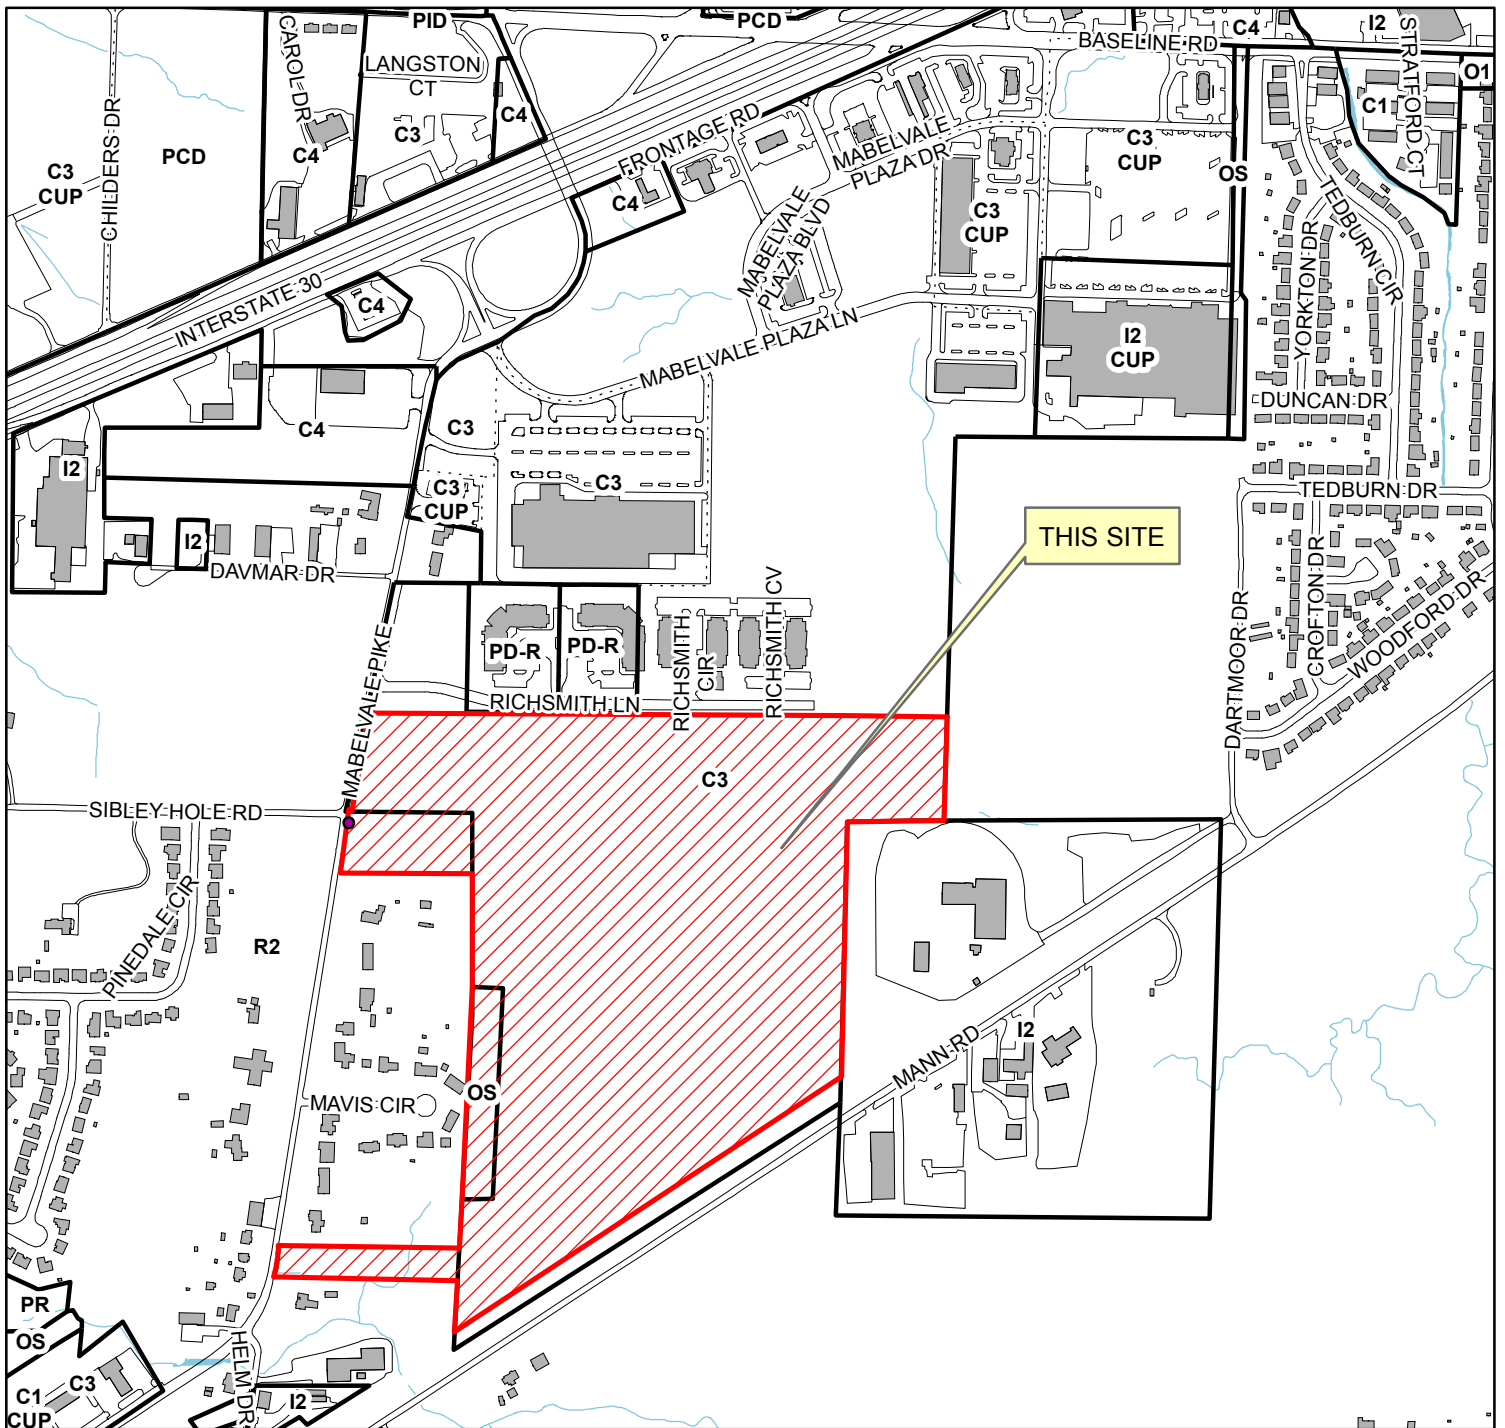 PID
PCD
C4
I2
STRATFORD CT
BASELINE RD
O1
CAROL DR
LANGSTON
CT
C4
C1
CHILDERS DR
PCD
C4
C3
FRONTAGE RD
MABELVALE
PLAZA DR
C3
CUP
C3
CUP
OS
TEDBURN CIR
C4
MABELVALE
PLAZA BLVD
C3
CUP
YORKTON DR
INTERSTATE 30
C4
MABELVALE PLAZA LN
I2
CUP
DUNCAN DR
C4
C3
I2
C3
CUP
C3
TEDBURN DR
I2
THIS SITE
DAVMAR DR
CROFTON DR
WOODFORD DR
DARTMOOR DR
MABELVALE PIKE
PD-R
PD-R
RICHSMITH
CIR
RICHSMITH CV
RICHSMITH LN
C3
SIBLEY HOLE RD
PINEDALE CIR
R2
MANN RD
I2
OS
MAVIS CIR
PR
OS
HELM DR
C1
CUP
C3
I2